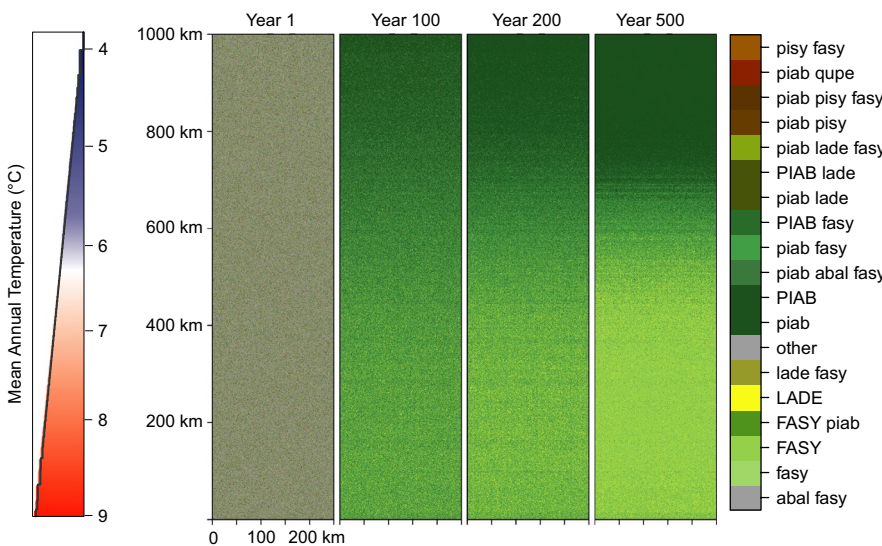 Year 1
Year 100
Year 200
Year 500
Mean Annual Temperature (°C)
4
5
6
7
8
9
1000 km
800 km
600 km
400 km
200 km
0
100
200 km
pisy fasy
piab qupe
piab pisy fasy
piab pisy
piab lade fasy
PIAB lade
piab lade
PIAB fasy
piab fasy
piab abal fasy
PIAB
piab
other
lade fasy
LADE
FASY piab
FASY
fasy
abal fasy